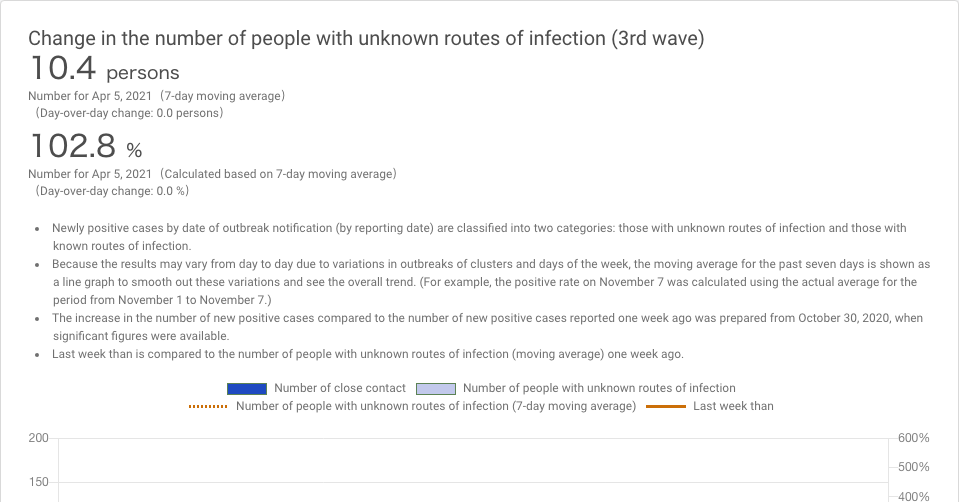 Change in the number of people with unknown routes of infection (3rd wave)
10.4 persons
Number for Apr 5, 2021（7-day moving average）
（Day-over-day change: 0.0 persons）
102.8 %
Number for Apr 5, 2021（Calculated based on 7-day moving average）
（Day-over-day change: 0.0 %）
• Newly positive cases by date of outbreak notification (by reporting date) are classified into two categories: those with unknown routes of infection and those with
known routes of infection.
• Because the results may vary from day to day due to variations in outbreaks of clusters and days of the week, the moving average for the past seven days is shown as
a line graph to smooth out these variations and see the overall trend. (For example, the positive rate on November 7 was calculated using the actual average for the
period from November 1 to November 7.)
• The increase in the number of new positive cases compared to the number of new positive cases reported one week ago was prepared from October 30, 2020, when
significant figures were available.
• Last week than is compared to the number of people with unknown routes of infection (moving average) one week ago.
Number of close contact Number of people with unknown routes of infection
Number of people with unknown routes of infection (7-day moving average) Last week than
200 600%
500%
150
400%